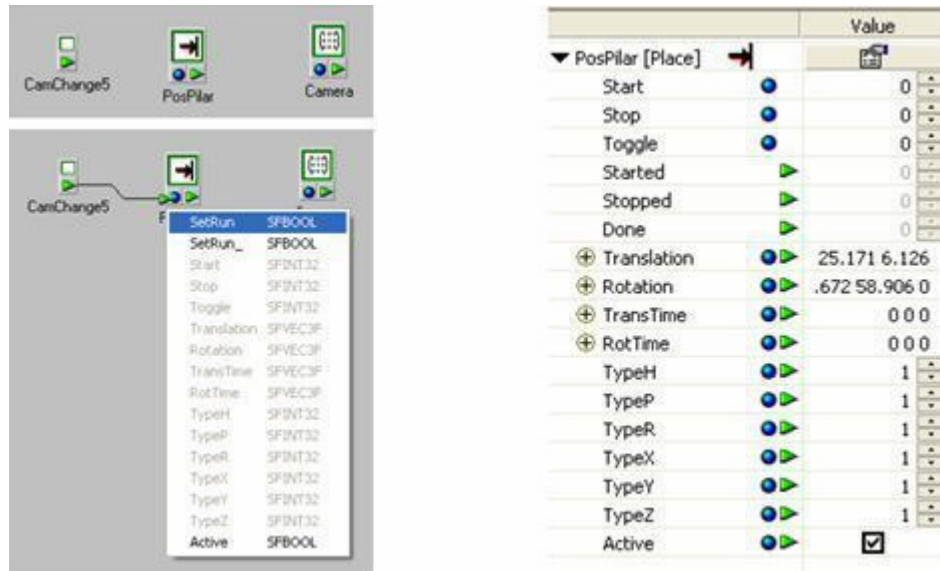 CamChange5
PosPilar
Camera
CamChange5
SetRun SFBOOL
SetRun_ SFBOOL
Start SFINT32
Stop SFINT32
Toggle SFINT32
Translation SFVEC3F
Rotation SFVEC3F
TransTime SFVEC3F
RotTime SFVEC3F
TypeH SFINT32
TypeP SFINT32
TypeR SFINT32
TypeX SFINT32
TypeY SFINT32
TypeZ SFINT32
Active SFBOOL
Value
PosPilar [Place]
Start 0
Stop 0
Toggle 0
Started 0
Stopped 0
Done 0
Translation 25.171 6.126
Rotation .672 58.906 0
TransTime 0 0 0
RotTime 0 0 0
TypeH 1
TypeP 1
TypeR 1
TypeX 1
TypeY 1
TypeZ 1
Active